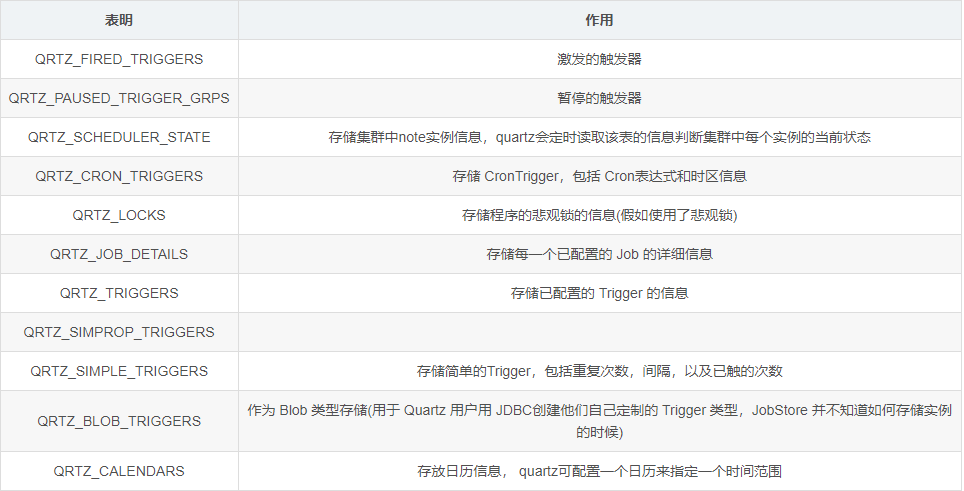 表明 作用
QRTZ_FIRED_TRIGGERS 激发的触发器
QRTZ_PAUSED_TRIGGER_GRPS 暂停的触发器
QRTZ_SCHEDULER_STATE 存储集群中note实例信息，quartz会定时读取该表的信息判断集群中每个实例的当前状态
QRTZ_CRON_TRIGGERS 存储 CronTrigger，包括 Cron表达式和时区信息
QRTZ_LOCKS 存储程序的悲观锁的信息(假如使用了悲观锁)
QRTZ_JOB_DETAILS 存储每一个已配置的 Job 的详细信息
QRTZ_TRIGGERS 存储已配置的 Trigger 的信息
QRTZ_SIMPROP_TRIGGERS
QRTZ_SIMPLE_TRIGGERS 存储简单的Trigger，包括重复次数，间隔，以及已触的次数
QRTZ_BLOB_TRIGGERS 作为 Blob 类型存储(用于 Quartz 用户用 JDBC创建他们自己定制的 Trigger 类型，JobStore 并不知道如何存储实例
的时候)
QRTZ_CALENDARS 存放日历信息， quartz可配置一个日历来指定一个时间范围